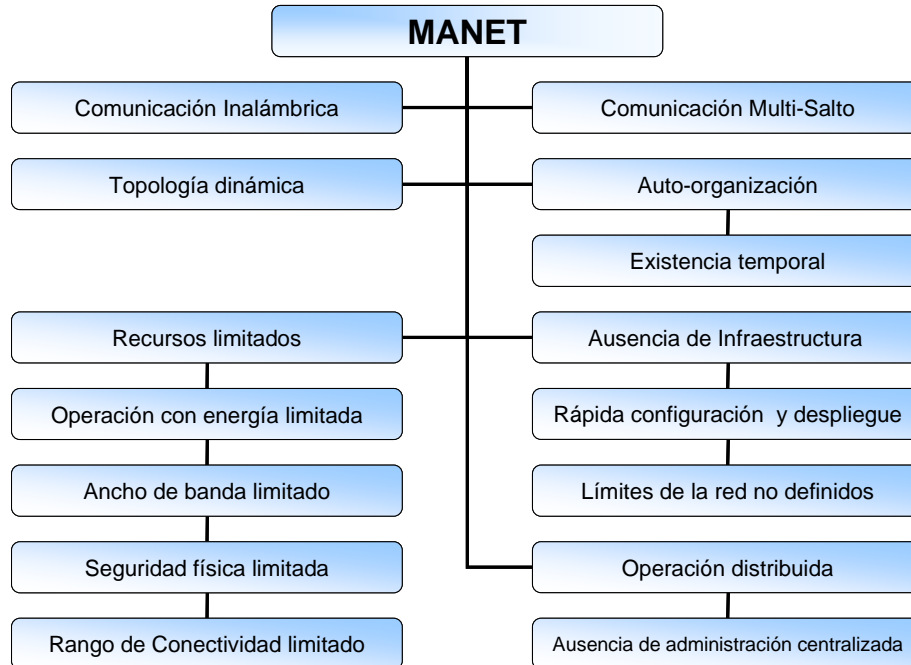 MANET
Comunicación Inalámbrica
Comunicación Multi-Salto
Topología dinámica
Auto-organización
Existencia temporal
Recursos limitados
Ausencia de Infraestructura
Operación con energía limitada
Rápida configuración y despliegue
Ancho de banda limitado
Límites de la red no definidos
Seguridad física limitada
Operación distribuida
Rango de Conectividad limitado
Ausencia de administración centralizada